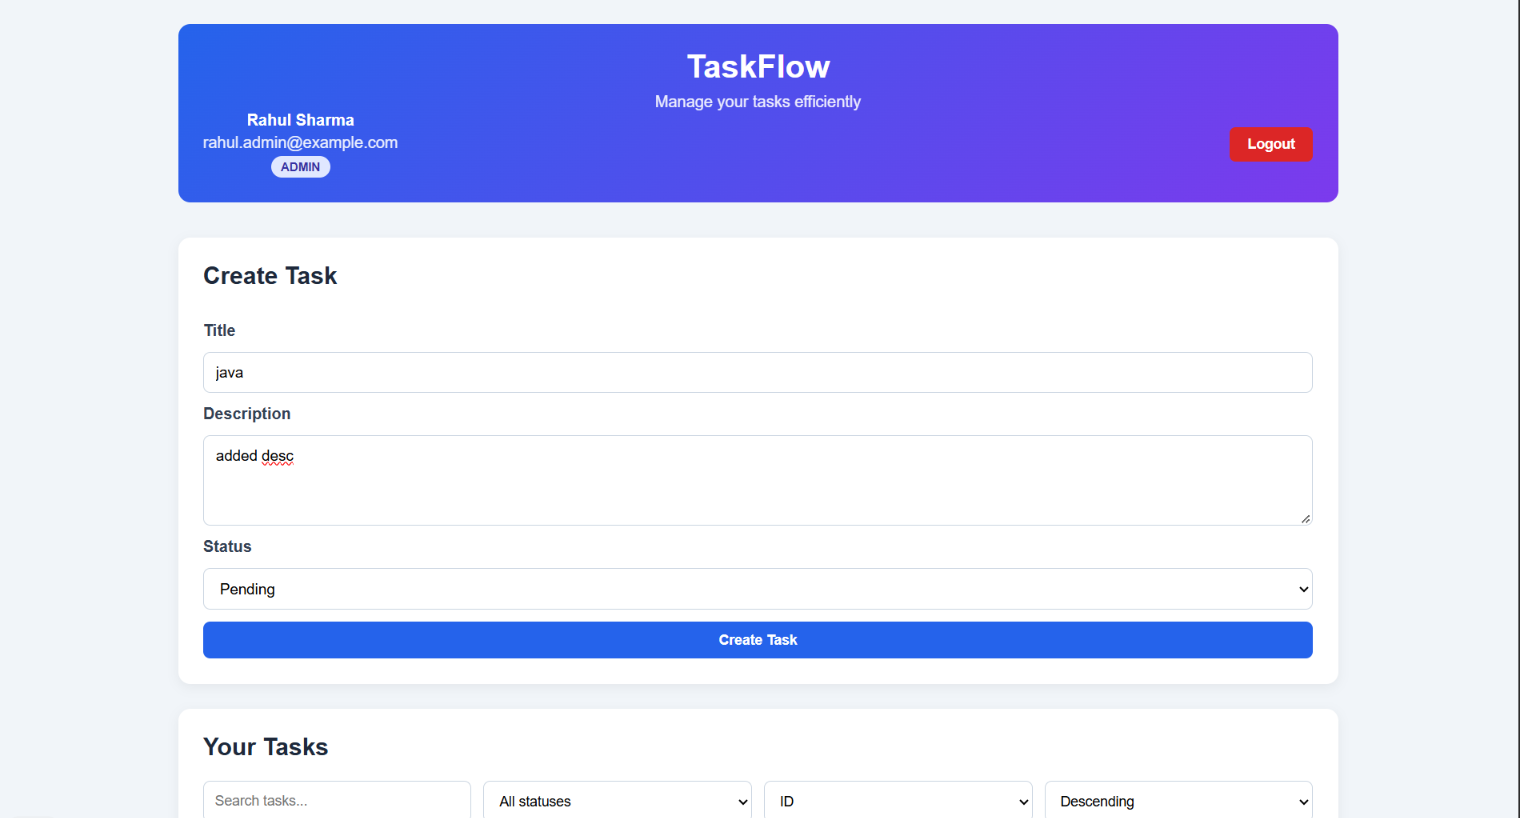 TaskFlow
Manage your tasks efficiently
Rahul Sharma
rahul.admin@example.com
ADMIN
Logout
Create Task
Title
java
Description
added desc
Status
Pending
Create Task
Your Tasks
Search tasks...
All statuses
ID
Descending